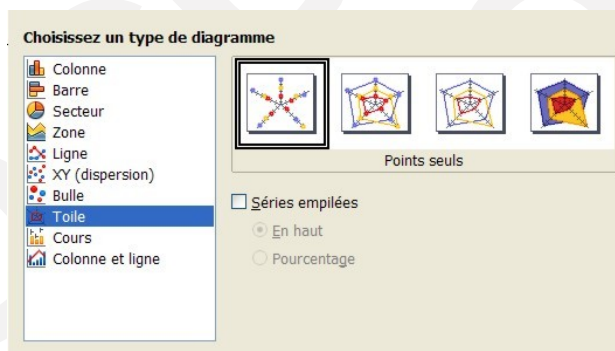 Choisissez un type de diagramme
Colonne
Barre
Secteur
Zone
Ligne
XY (dispersion)
Bulle
Toile
Cours
Colonne et ligne
Points seuls
Séries empilées
En haut
Pourcentage